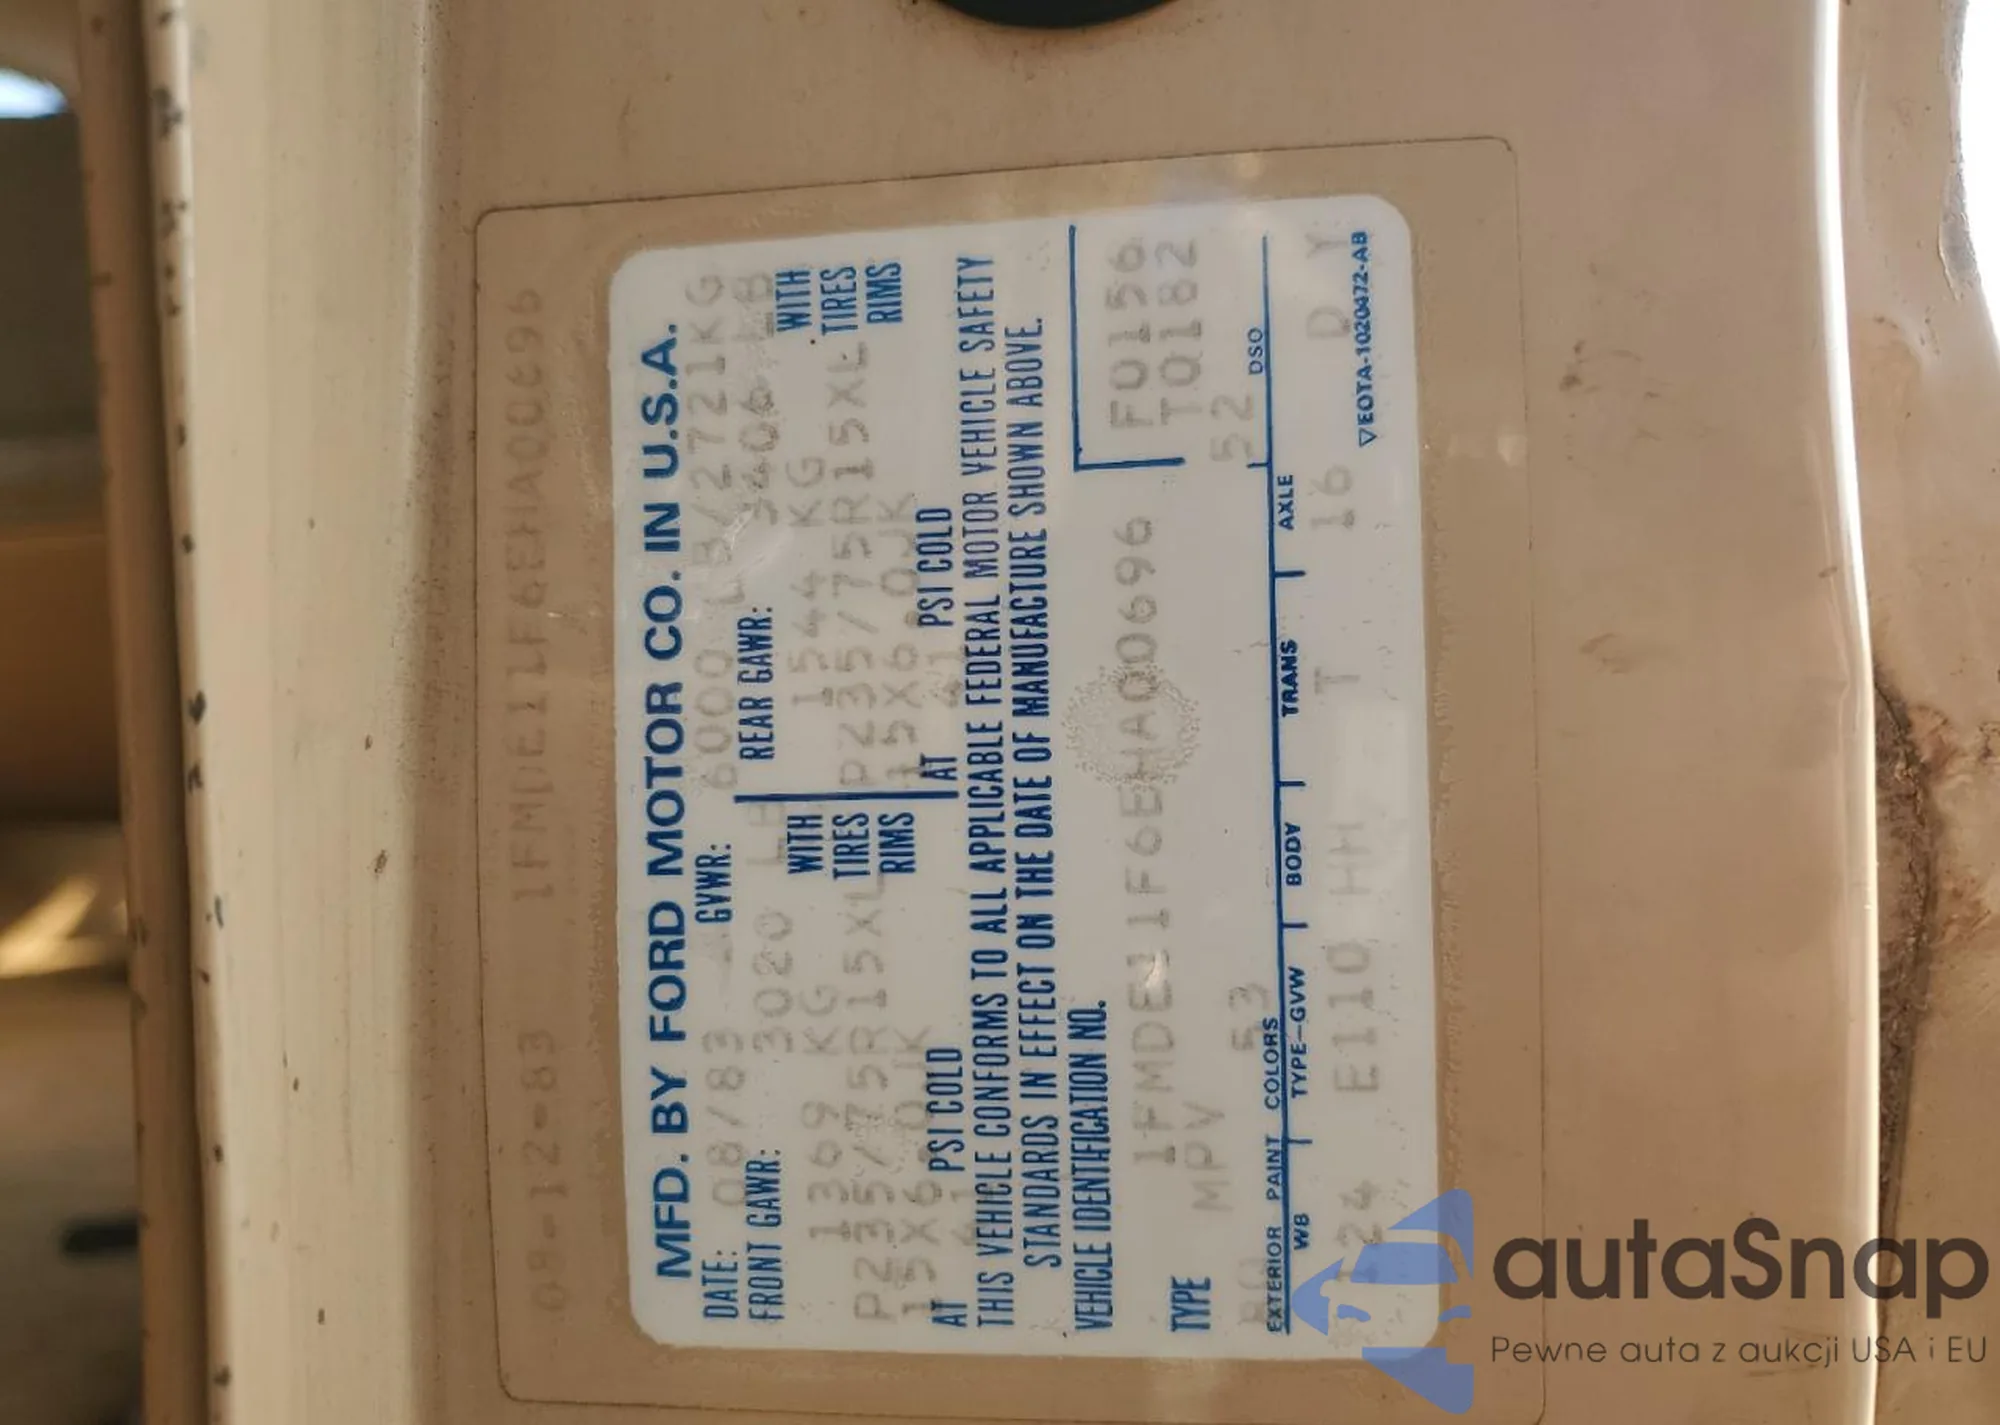 09-12-83 1FMDE11F6EHA00696
MFD. BY FORD MOTOR CO. IN U.S.A.
DATE: 08/83 GVWR: 6000 LB/2721KG
FRONT GAWR: 3020 LB REAR GAWR: 3406 LB
1369 KG WITH 1544 KG WITH
P235/75R15XL TIRES P235/75R15XL TIRES
15X6.0JK RIMS 15X6.0JK RIMS
AT 41 PSI COLD AT 41 PSI COLD
THIS VEHICLE CONFORMS TO ALL APPLICABLE FEDERAL MOTOR VEHICLE SAFETY
STANDARDS IN EFFECT ON THE DATE OF MANUFACTURE SHOWN ABOVE.
VEHICLE IDENTIFICATION NO.
1FMDE11F6EHA00696 F0156
TYPE MPV T0182
53 52
EXTERIOR PAINT COLORS DSO
WB TYPE-GVW BODY TRANS AXLE
E110 HH T 16 D Y
▽EOTA-1020472-AB
autaSnap
Pewne auta z aukcji USA i EU